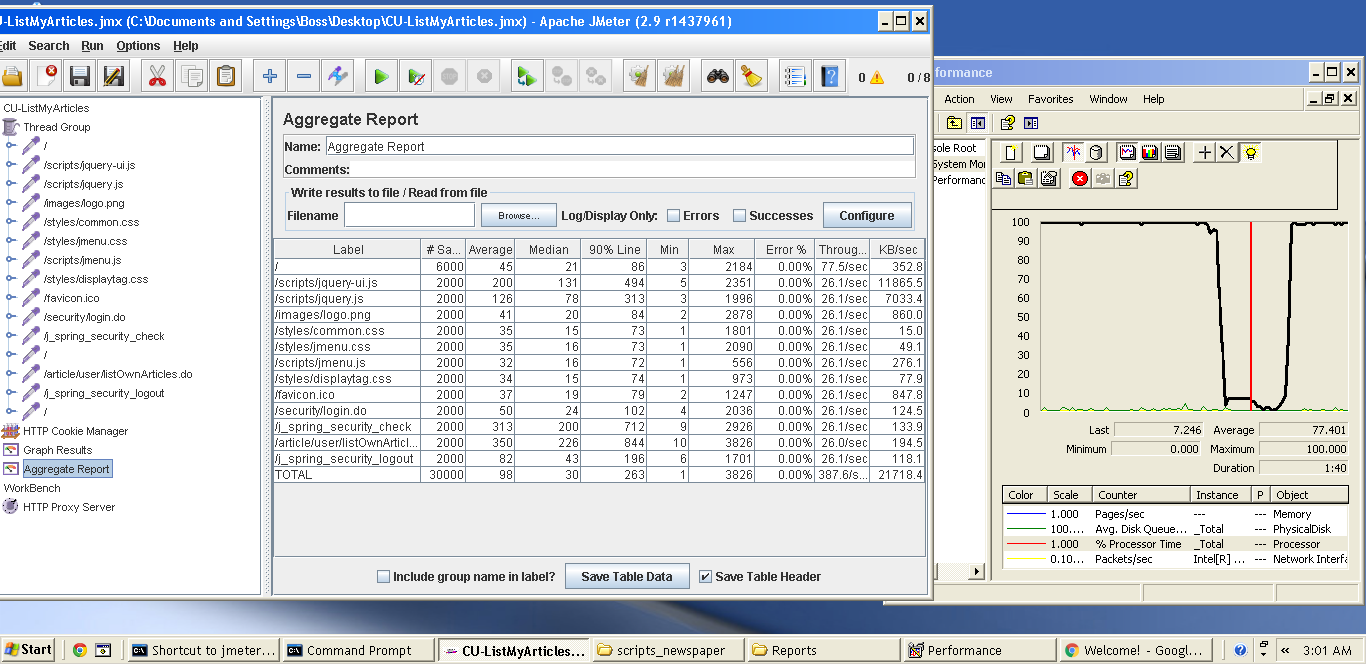 U-ListMyArticles.jmx (C:\Documents and Settings\Boss\Desktop\CU-ListMyArticles.jmx) - Apache JMeter (2.9 r1437961)
Edit Search Run Options Help
0 0 / 8
CU-ListMyArticles
Thread Group
/
/scripts/jquery-ui.js
/scripts/jquery.js
/images/logo.png
/styles/common.css
/styles/jmenu.css
/scripts/jmenu.js
/styles/displaytag.css
/favicon.ico
/security/login.do
/j_spring_security_check
/
/article/user/listOwnArticles.do
/j_spring_security_logout
/
HTTP Cookie Manager
Graph Results
Aggregate Report
WorkBench
HTTP Proxy Server
Aggregate Report
Name: Aggregate Report
Comments:
Write results to file / Read from file
Filename Browse... Log/Display Only: Errors Successes Configure
Label # Sa... Average Median 90% Line Min Max Error % Throug... KB/sec
/ 6000 45 21 86 3 2184 0.00% 77.5/sec 352.8
/scripts/jquery-ui.js 2000 200 131 494 5 2351 0.00% 26.1/sec 11865.5
/scripts/jquery.js 2000 126 78 313 3 1996 0.00% 26.1/sec 7033.4
/images/logo.png 2000 41 20 84 2 2878 0.00% 26.1/sec 860.0
/styles/common.css 2000 35 15 73 1 1801 0.00% 26.1/sec 15.0
/styles/jmenu.css 2000 35 16 73 1 2090 0.00% 26.1/sec 49.1
/scripts/jmenu.js 2000 32 16 72 1 556 0.00% 26.1/sec 276.1
/styles/displaytag.css 2000 34 15 74 1 973 0.00% 26.1/sec 77.9
/favicon.ico 2000 37 19 79 2 1247 0.00% 26.1/sec 847.8
/security/login.do 2000 50 24 102 4 2036 0.00% 26.1/sec 124.5
/j_spring_security_check 2000 313 200 712 9 2926 0.00% 26.1/sec 133.9
/article/user/listOwnArticl... 2000 350 226 844 10 3826 0.00% 26.0/sec 194.5
/j_spring_security_logout 2000 82 43 196 6 1701 0.00% 26.1/sec 118.1
TOTAL 30000 98 30 263 1 3826 0.00% 387.6/s... 21718.4
Include group name in label? Save Table Data Save Table Header
formance
Action View Favorites Window Help
sole Root
System Mor
Performanc
100
90
80
70
60
50
40
30
20
10
0
Last 7.246 Average 77.401
Minimum 0.000 Maximum 100.000
Duration 1:40
Color Scale Counter Instance P Object
1.000 Pages/sec --- --- Memory
100.... Avg. Disk Queue... _Total --- PhysicalDisk
1.000 % Processor Time _Total --- Processor
0.10... Packets/sec Intel[R] ... --- Network Interfa
Start Shortcut to jmeter... Command Prompt CU-ListMyArticles.... scripts_newspaper Reports Performance Welcome! - Googl... « 3:01 AM